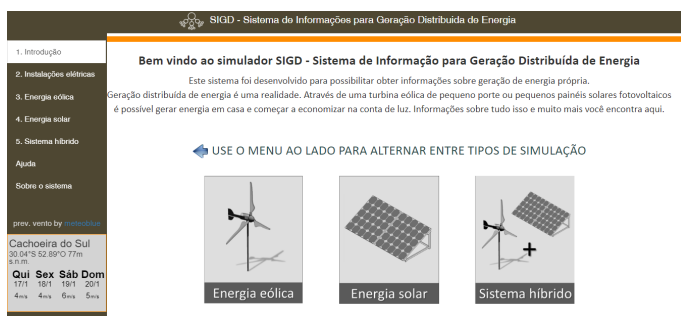 SIGD - Sistema de Informações para Geração Distribuida de Energia
1. Introdução
2. Instalações elétricas
3. Energia eólica
4. Energia solar
5. Sistema híbrido
Ajuda
Sobre o sistema
prev. vento by meteoblue
Cachoeira do Sul
30.04°S 52.89°O 77m
s.n.m.
Qui Sex Sáb Dom
17/1 18/1 19/1 20/1
4m/s 4m/s 6m/s 5m/s
Bem vindo ao simulador SIGD - Sistema de Informação para Geração Distribuída de Energia
Este sistema foi desenvolvido para possibilitar obter informações sobre geração de energia própria.
Geração distribuída de energia é uma realidade. Através de uma turbina eólica de pequeno porte ou pequenos painéis solares fotovoltaicos
é possível gerar energia em casa e começar a economizar na conta de luz. Informações sobre tudo isso e muito mais você encontra aqui.
USE O MENU AO LADO PARA ALTERNAR ENTRE TIPOS DE SIMULAÇÃO
Energia eólica
Energia solar
+
Sistema híbrido